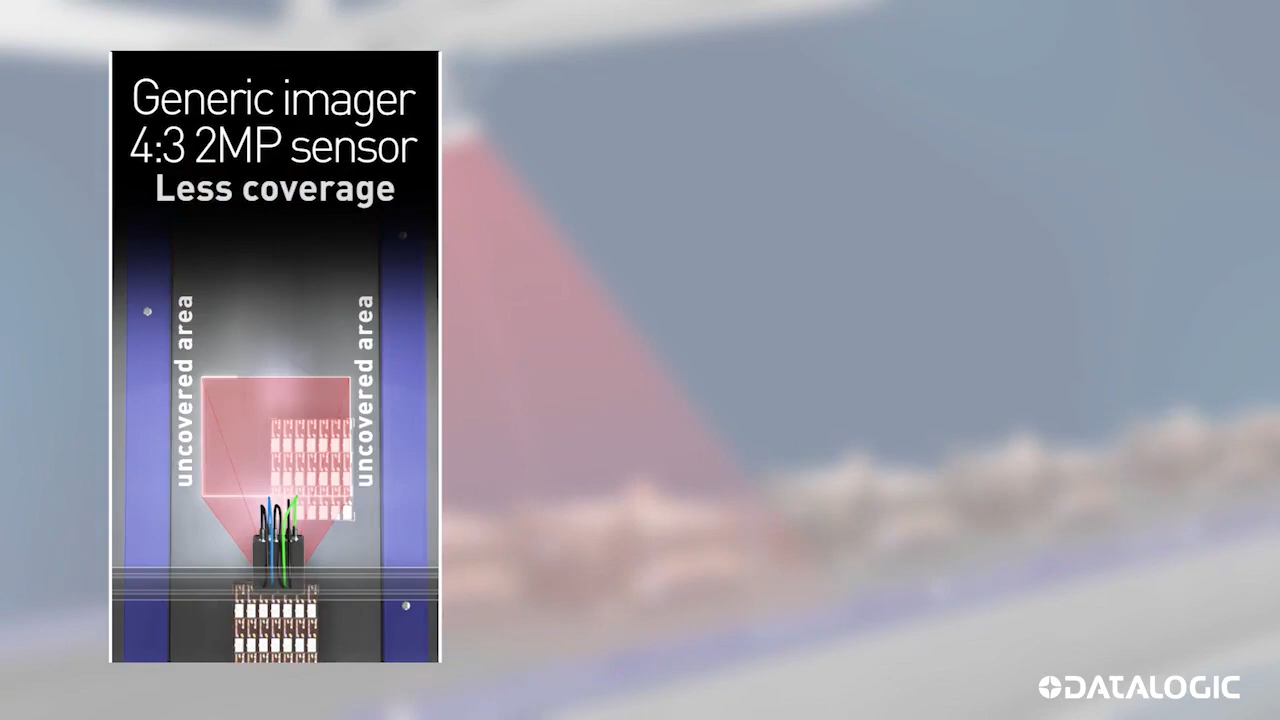 Generic imager
4:3 2MP sensor
Less coverage
uncovered area
uncovered area
DATALOGIC